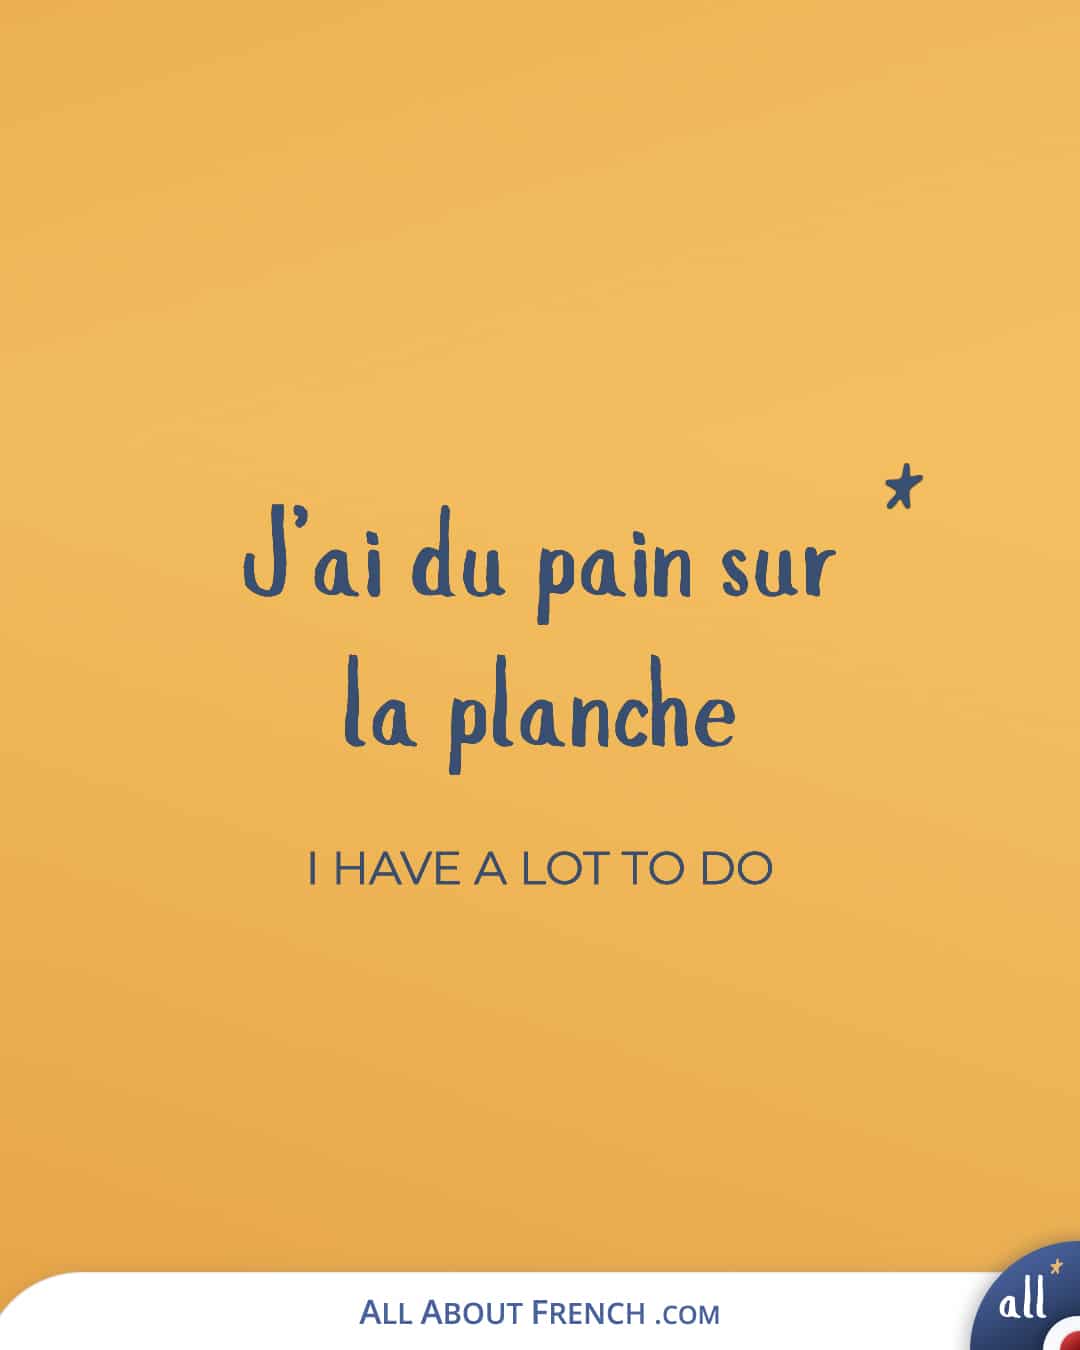 J’ai du pain sur
la planche
I HAVE A LOT TO DO
ALL ABOUT FRENCH .COM
all